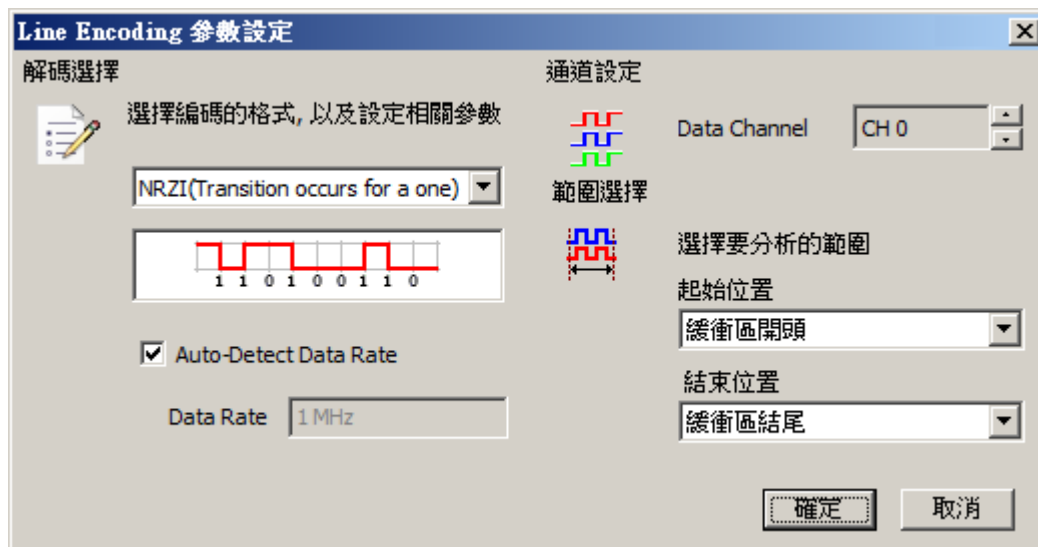 Line Encoding 參數設定
解碼選擇
選擇編碼的格式, 以及設定相關參數
NRZI(Transition occurs for a one)
1 1 0 1 0 0 1 1 0
Auto-Detect Data Rate
Data Rate 1 MHz
通道設定
Data Channel CH 0
範圍選擇
選擇要分析的範圍
起始位置
緩衝區開頭
結束位置
緩衝區結尾
確定 取消